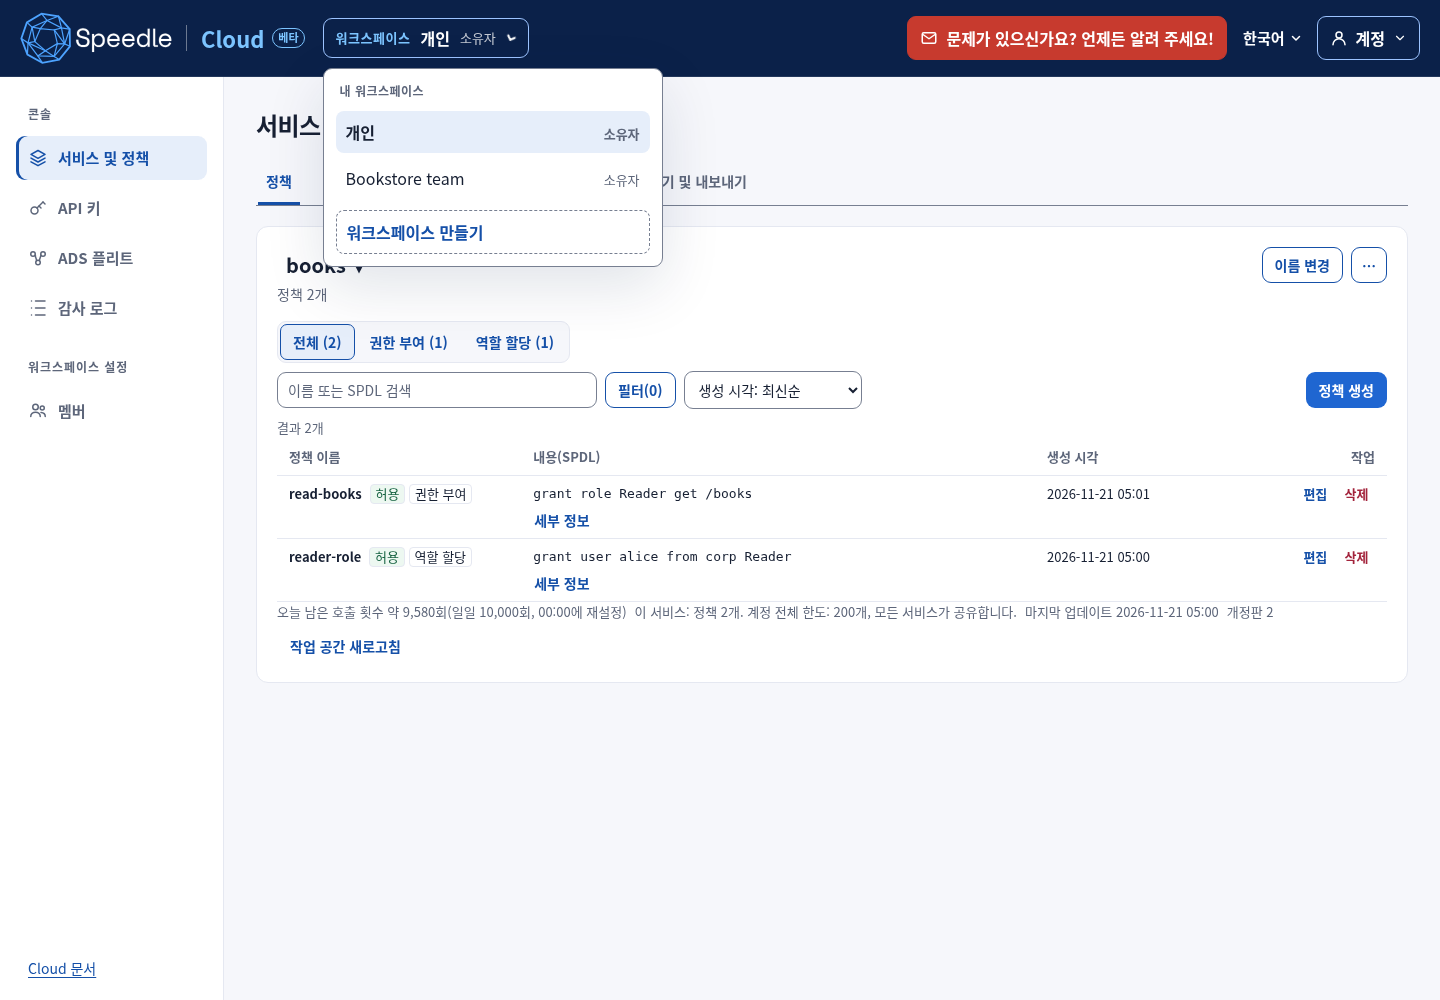 Speedle
Cloud 베타
워크스페이스 개인 소유자
문제가 있으신가요? 언제든 알려 주세요!
한국어
계정
내 워크스페이스
개인 소유자
Bookstore team 소유자
워크스페이스 만들기
콘솔
서비스 및 정책
API 키
ADS 플리트
감사 로그
워크스페이스 설정
멤버
Cloud 문서
서비스
정책
기 및 내보내기
books
이름 변경 ...
정책 2개
전체 (2) 권한 부여 (1) 역할 할당 (1)
이름 또는 SPDL 검색 필터(0) 생성 시각: 최신순 정책 생성
결과 2개
정책 이름 내용(SPDL) 생성 시각 작업
read-books 허용 권한 부여 grant role Reader get /books 2026-11-21 05:01 편집 삭제
세부 정보
reader-role 허용 역할 할당 grant user alice from corp Reader 2026-11-21 05:00 편집 삭제
세부 정보
오늘 남은 호출 횟수 약 9,580회(일일 10,000회, 00:00에 재설정) 이 서비스: 정책 2개. 계정 전체 한도: 200개, 모든 서비스가 공유합니다. 마지막 업데이트 2026-11-21 05:00 개정판 2
작업 공간 새로고침